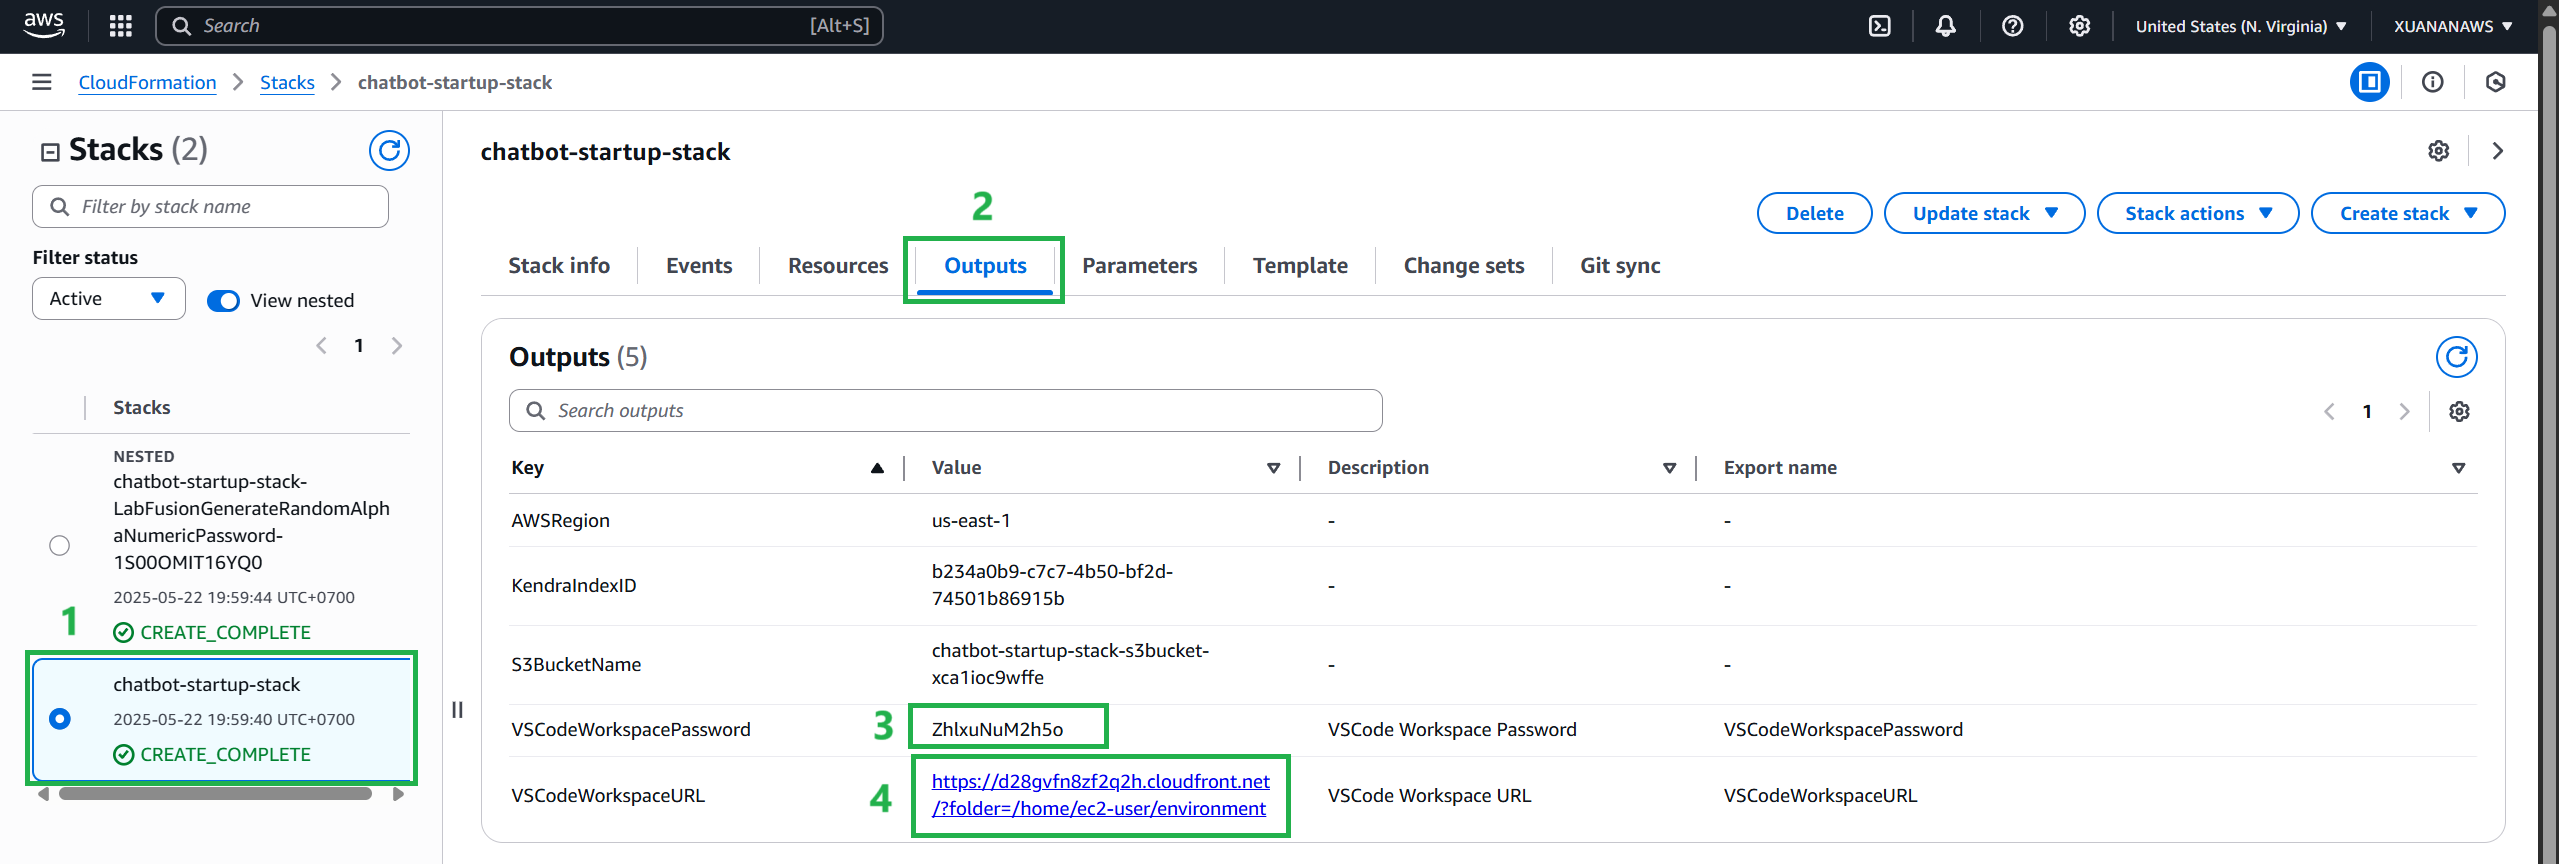 aws
Search [Alt+S]
United States (N. Virginia)
XUANANAWS
CloudFormation
Stacks
chatbot-startup-stack
Stacks (2)
Filter by stack name
Filter status
Active
View nested
1
Stacks
NESTED
chatbot-startup-stack-
LabFusionGenerateRandomAlph
aNumericPassword-
1S00OMIT16YQ0
2025-05-22 19:59:44 UTC+0700
1
CREATE_COMPLETE
chatbot-startup-stack
2025-05-22 19:59:40 UTC+0700
CREATE_COMPLETE
chatbot-startup-stack
2
Delete
Update stack
Stack actions
Create stack
Stack info
Events
Resources
Outputs
Parameters
Template
Change sets
Git sync
Outputs (5)
Search outputs
1
Key Value Description Export name
AWSRegion us-east-1 - -
KendraIndexID b234a0b9-c7c7-4b50-bf2d- - -
74501b86915b
S3BucketName chatbot-startup-stack-s3bucket- - -
xca1ioc9wffe
VSCodeWorkspacePassword 3 ZhlxuNuM2h5o VSCode Workspace Password VSCodeWorkspacePassword
VSCodeWorkspaceURL 4 https://d28gvfn8zf2q2h.cloudfront.net VSCode Workspace URL VSCodeWorkspaceURL
/?folder=/home/ec2-user/environment